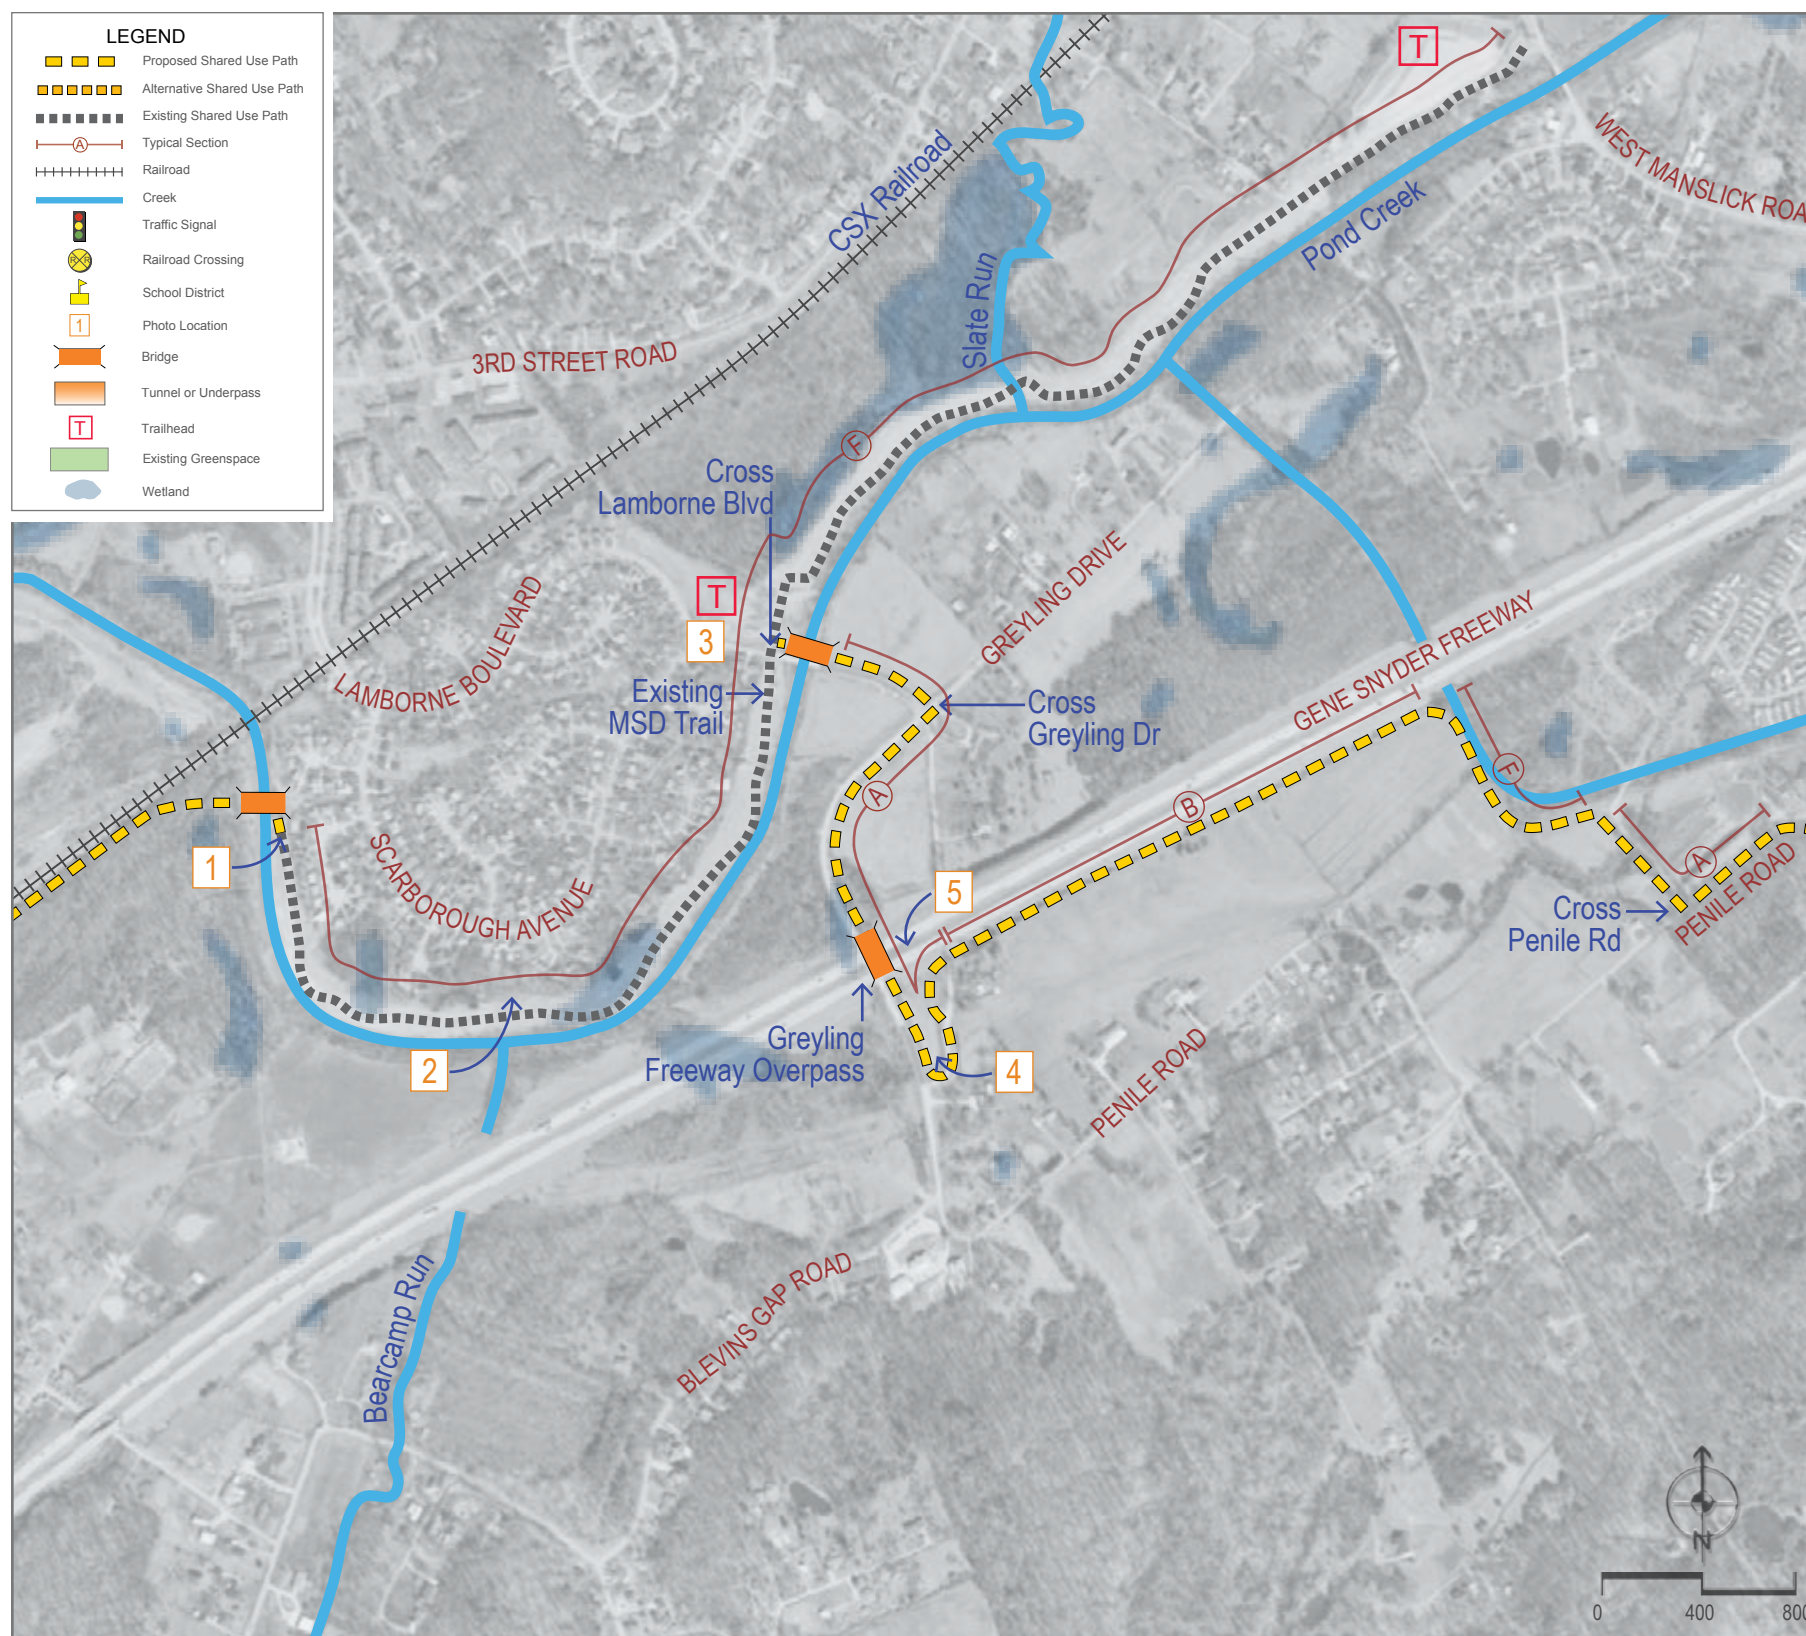 LEGEND
Proposed Shared Use Path
Alternative Shared Use Path
Existing Shared Use Path
A
Typical Section
Railroad
Creek
Traffic Signal
R R
Railroad Crossing
School District
1
Photo Location
Bridge
Tunnel or Underpass
T
Trailhead
Existing Greenspace
Wetland
T
WEST MANSLICK ROA
CSX Railroad
Pond Creek
Slate Run
3RD STREET ROAD
F
Cross
Lamborne Blvd
GREYLING DRIVE
T
3
LAMBORNE BOULEVARD
Existing
MSD Trail
Cross
Greyling Dr
GENE SNYDER FREEWAY
F
A
B
1
SCARBOROUGH AVENUE
5
A
PENILE ROAD
Cross
Penile Rd
2
Greyling
Freeway Overpass
4
PENILE ROAD
Bearcamp Run
BLEVINS GAP ROAD
N
0 400 800